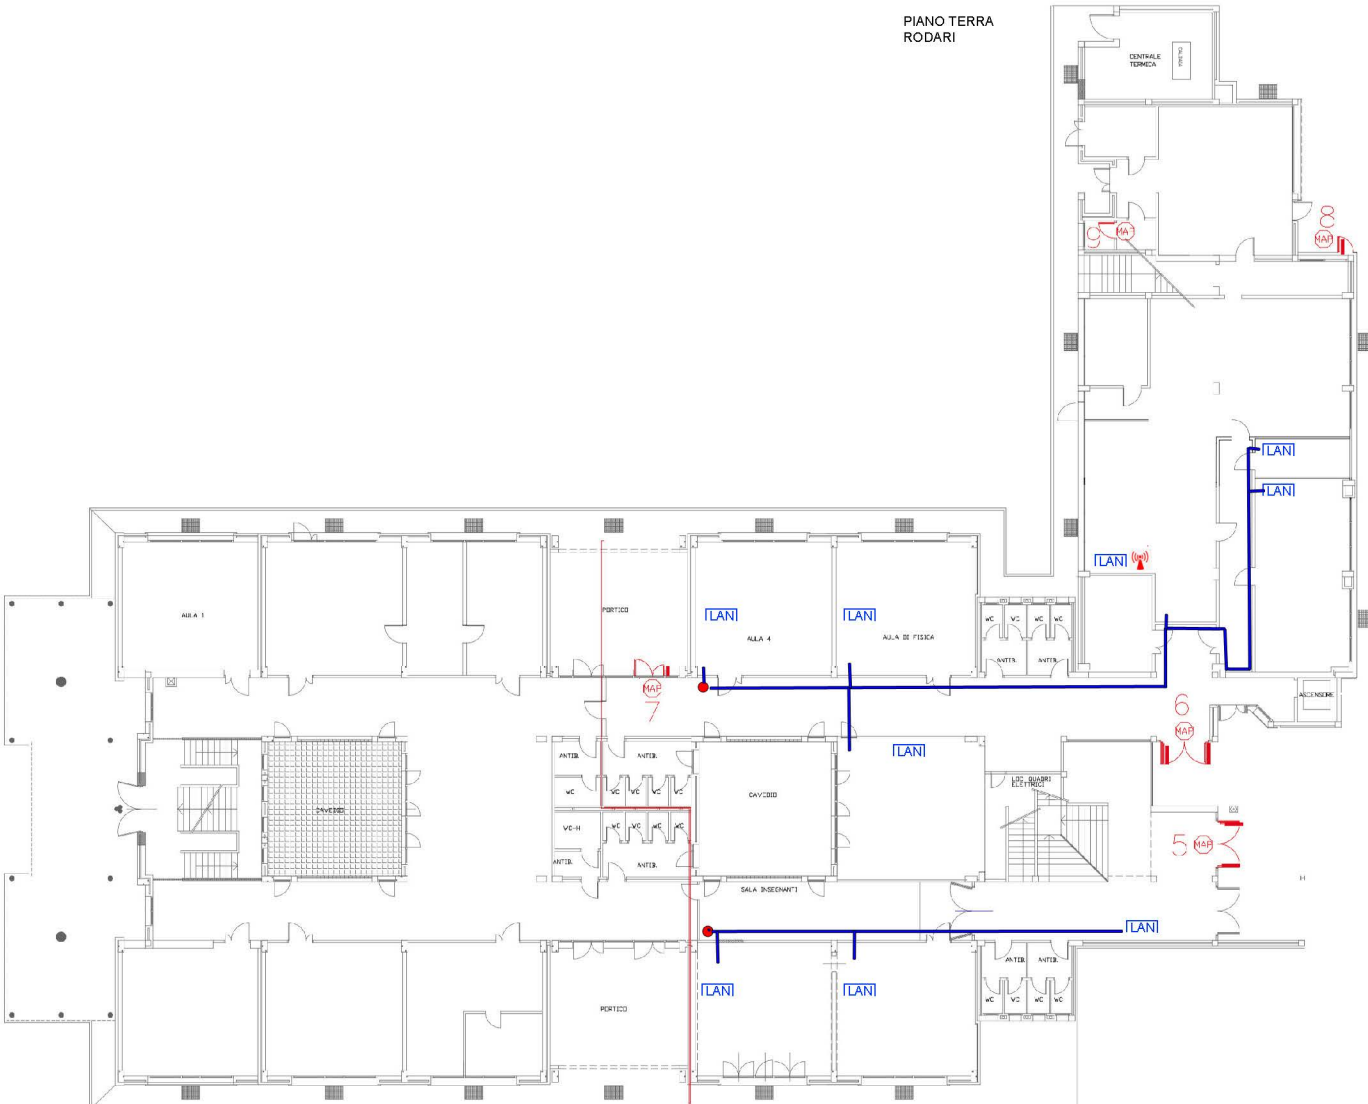 PIANO TERRA
RODARI
CENTRALE
TERMICA
CALDAIA
8
MAP
9
MAP
LAN
LAN
LAN
AULA 1
PORTICO
LAN
AULA 4
LAN
AULA DI FISICA
WC
WC
WC
WC
ANTIB.
ANTIB.
MAP
7
ASCENSORE
6
MAP
ANTIB.
ANTIB.
LAN
WC
WC
WC
WC
WC
CAVEDIO
CAVEDIO
LOC QUADRI
ELETTRICI
WC-H
WC
WC
WC
WC
5
MAP
ANTIB.
ANTIB.
SALA INSEGNANTI
H
LAN
ANTIB.
ANTIB.
LAN
LAN
WC
WC
WC
WC
PORTICO